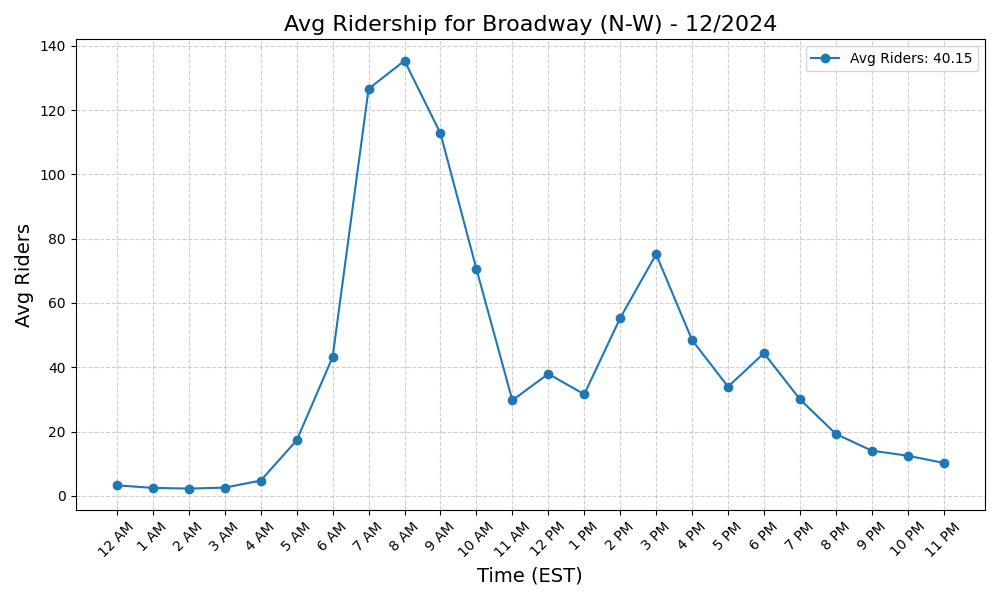 Avg Ridership for Broadway (N-W) - 12/2024
Avg Riders: 40.15
Avg Riders
140
120
100
80
60
40
20
0
12 AM
1 AM
2 AM
3 AM
4 AM
5 AM
6 AM
7 AM
8 AM
9 AM
10 AM
11 AM
12 PM
1 PM
2 PM
3 PM
4 PM
5 PM
6 PM
7 PM
8 PM
9 PM
10 PM
11 PM
Time (EST)